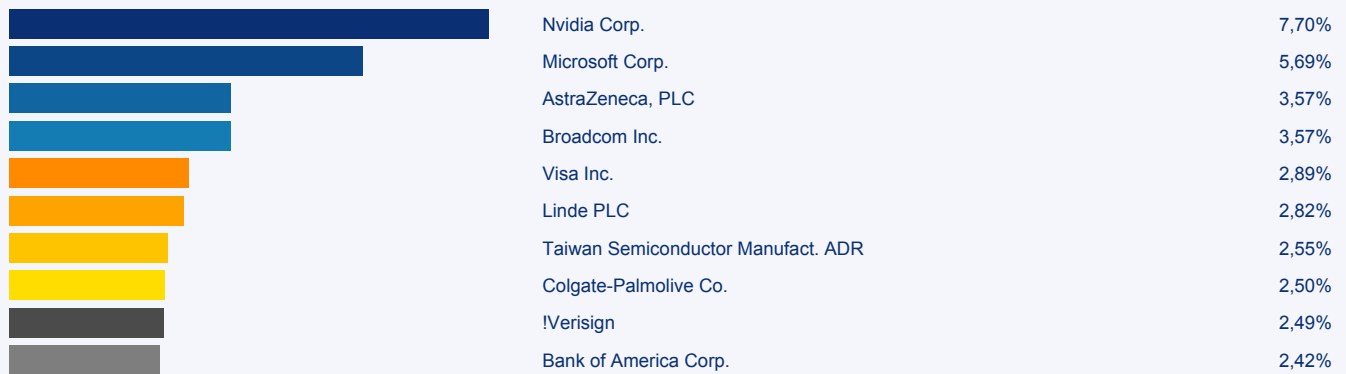 Nvidia Corp. 7,70%
Microsoft Corp. 5,69%
AstraZeneca, PLC 3,57%
Broadcom Inc. 3,57%
Visa Inc. 2,89%
Linde PLC 2,82%
Taiwan Semiconductor Manufact. ADR 2,55%
Colgate-Palmolive Co. 2,50%
!Verisign 2,49%
Bank of America Corp. 2,42%